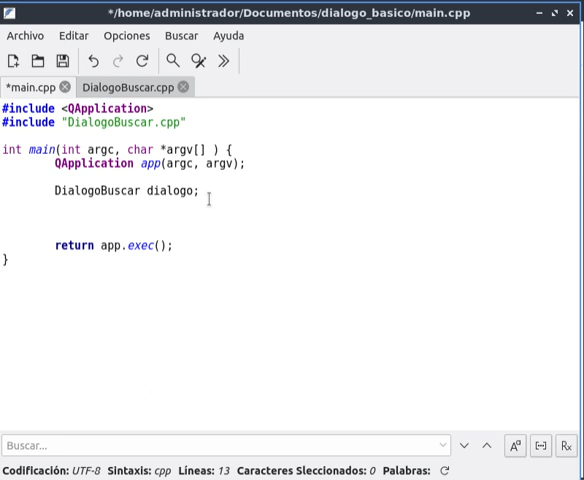 */home/administrador/Documentos/dialogo_basico/main.cpp
Archivo Editar Opciones Buscar Ayuda
*main.cpp DialogoBuscar.cpp
#include <QApplication>
#include "DialogoBuscar.cpp"
int main(int argc, char *argv[] ) {
QApplication app(argc, argv);
DialogoBuscar dialogo;
return app.exec();
}
Buscar...
Codificación: UTF-8 Sintaxis: cpp Líneas: 13 Caracteres Sleccionados: 0 Palabras: